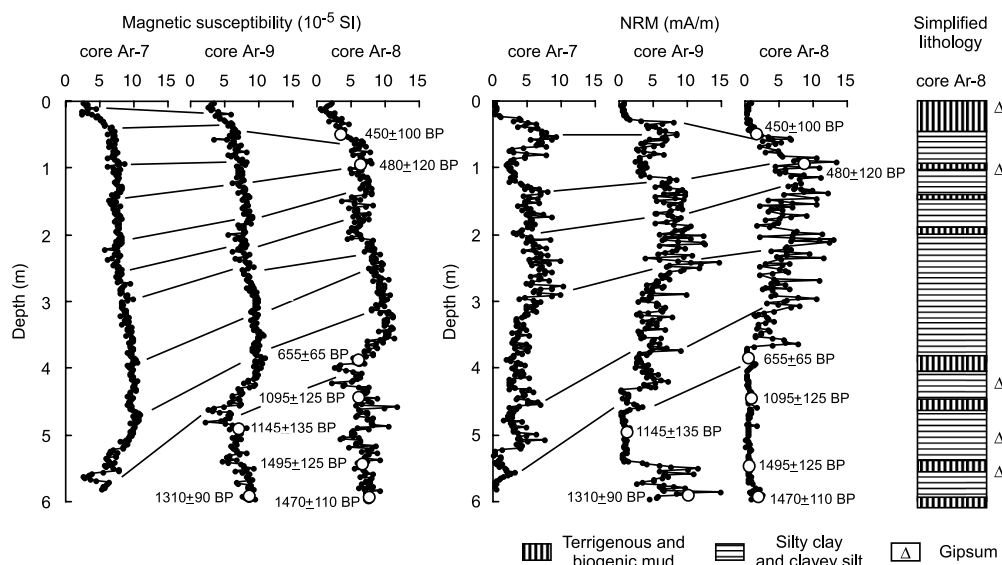 Magnetic susceptibility (10-5 SI)
NRM (mA/m)
Simplified
lithology
core Ar-7
core Ar-9
core Ar-8
core Ar-7
core Ar-9
core Ar-8
core Ar-8
0 5 10 15
0 5 10 15
0 5 10 15
0 5 10 15
0 5 10 15
0 5 10 15
Depth (m)
0
1
2
3
4
5
6
450±100 BP
480±120 BP
655±65 BP
1095±125 BP
1145±135 BP
1495±125 BP
1310±90 BP
1470±110 BP
Depth (m)
0
1
2
3
4
5
6
450±100 BP
480±120 BP
655±65 BP
1095±125 BP
1145±135 BP
1495±125 BP
1310±90 BP
1470±110 BP
Δ
Δ
Δ
Δ
Δ
Terrigenous and
biogenic mud
Silty clay
and clayey silt
Δ Gipsum